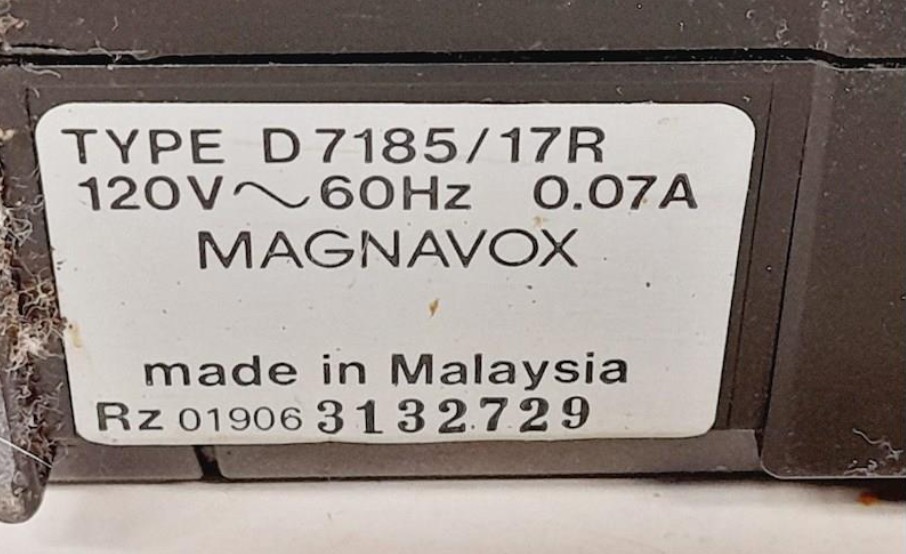 TYPE D7185/17R
120V~60Hz 0.07A
MAGNAVOX
made in Malaysia
Rz 01906 3132729